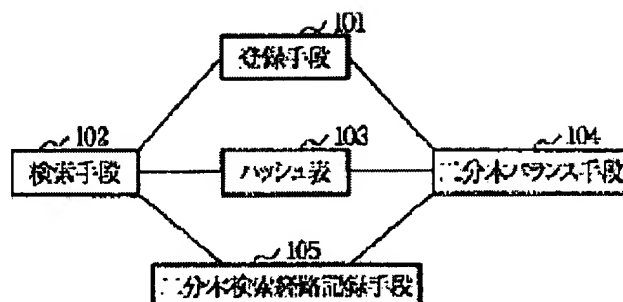 101
登録手段
102
検索手段
103
ハッシュ表
104
二分木バランス手段
105
二分木検索経路記録手段